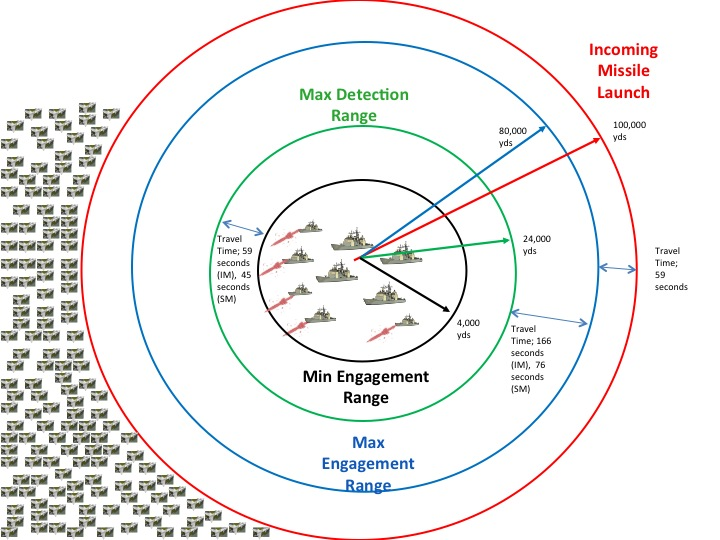 Incoming
Missile
Launch
Max Detection
Range
80,000
yds
100,000
yds
Travel
Time; 59
seconds
(IM), 45
seconds
(SM)
24,000
yds
Travel
Time;
59
seconds
4,000
yds
Travel
Time; 166
seconds
(IM), 76
seconds
(SM)
Min Engagement
Range
Max
Engagement
Range